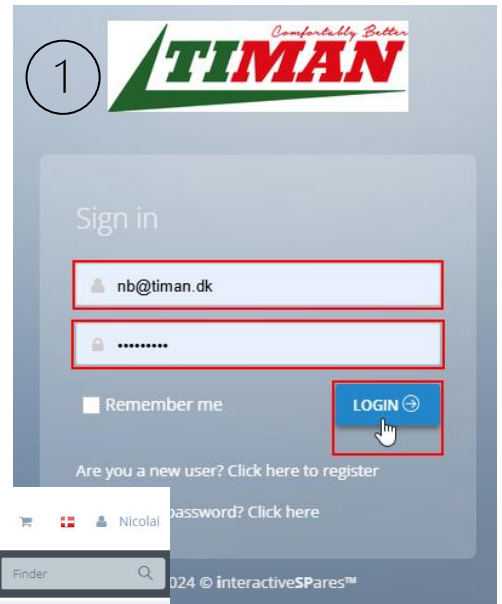 1
Comfortably Better
TIMAN
Sign in
nb@timan.dk
•••••••••
Remember me
LOGIN
Are you a new user? Click here to register
password? Click here
Nicolai
Finder
024 © interactiveSPares™